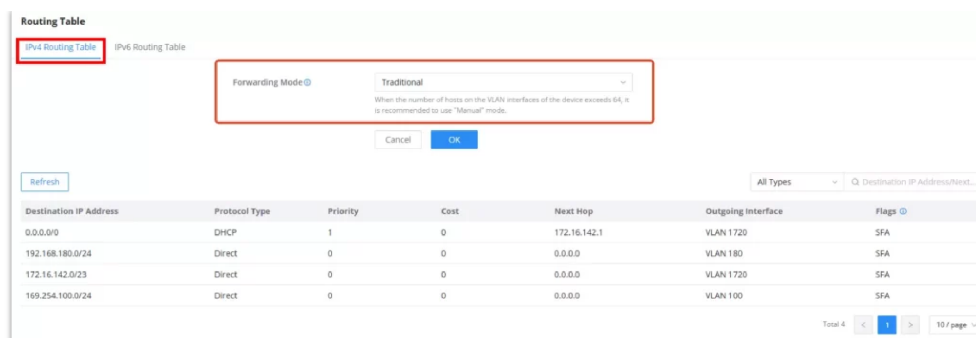 Routing Table
IPv4 Routing Table IPv6 Routing Table
Forwarding Mode Traditional
When the number of hosts on the VLAN interfaces of the device exceeds 64, it
is recommended to use "Manual" mode.
Cancel OK
Refresh All Types Destination IP Address/Next...
Destination IP Address Protocol Type Priority Cost Next Hop Outgoing Interface Flags
0.0.0.0/0 DHCP 1 0 172.16.142.1 VLAN 1720 SFA
192.168.180.0/24 Direct 0 0 0.0.0.0 VLAN 180 SFA
172.16.142.0/23 Direct 0 0 0.0.0.0 VLAN 1720 SFA
169.254.100.0/24 Direct 0 0 0.0.0.0 VLAN 100 SFA
Total 4 < 1 > 10 / page